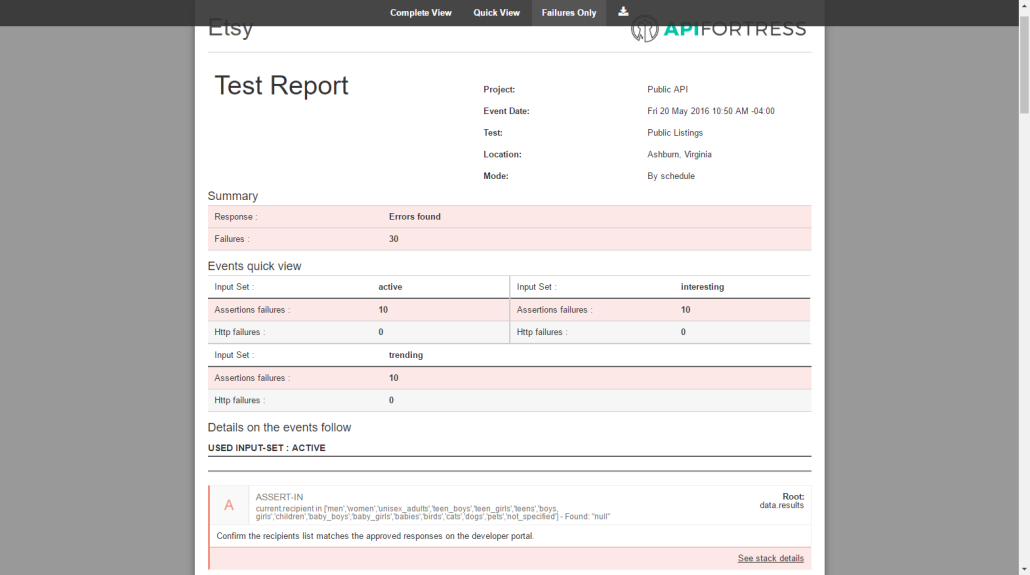 Complete View Quick View Failures Only
Etsy
APIFORTRESS
Test Report
Project: Public API
Event Date: Fri 20 May 2016 10:50 AM -04:00
Test: Public Listings
Location: Ashburn, Virginia
Mode: By schedule
Summary
Response : Errors found
Failures : 30
Events quick view
Input Set : active Input Set : interesting
Assertions failures : 10 Assertions failures : 10
Http failures : 0 Http failures : 0
Input Set : trending
Assertions failures : 10
Http failures : 0
Details on the events follow
USED INPUT-SET : ACTIVE
A
ASSERT-IN
current.recipient in ['men','women','unisex_adults','teen_boys','teen_girls','teens','boys,
girls','children','baby_boys','baby_girls','babies','birds','cats','dogs','pets','not_specified'] - Found: "null"
Root:
data.results
Confirm the recipients list matches the approved responses on the developer portal.
See stack details